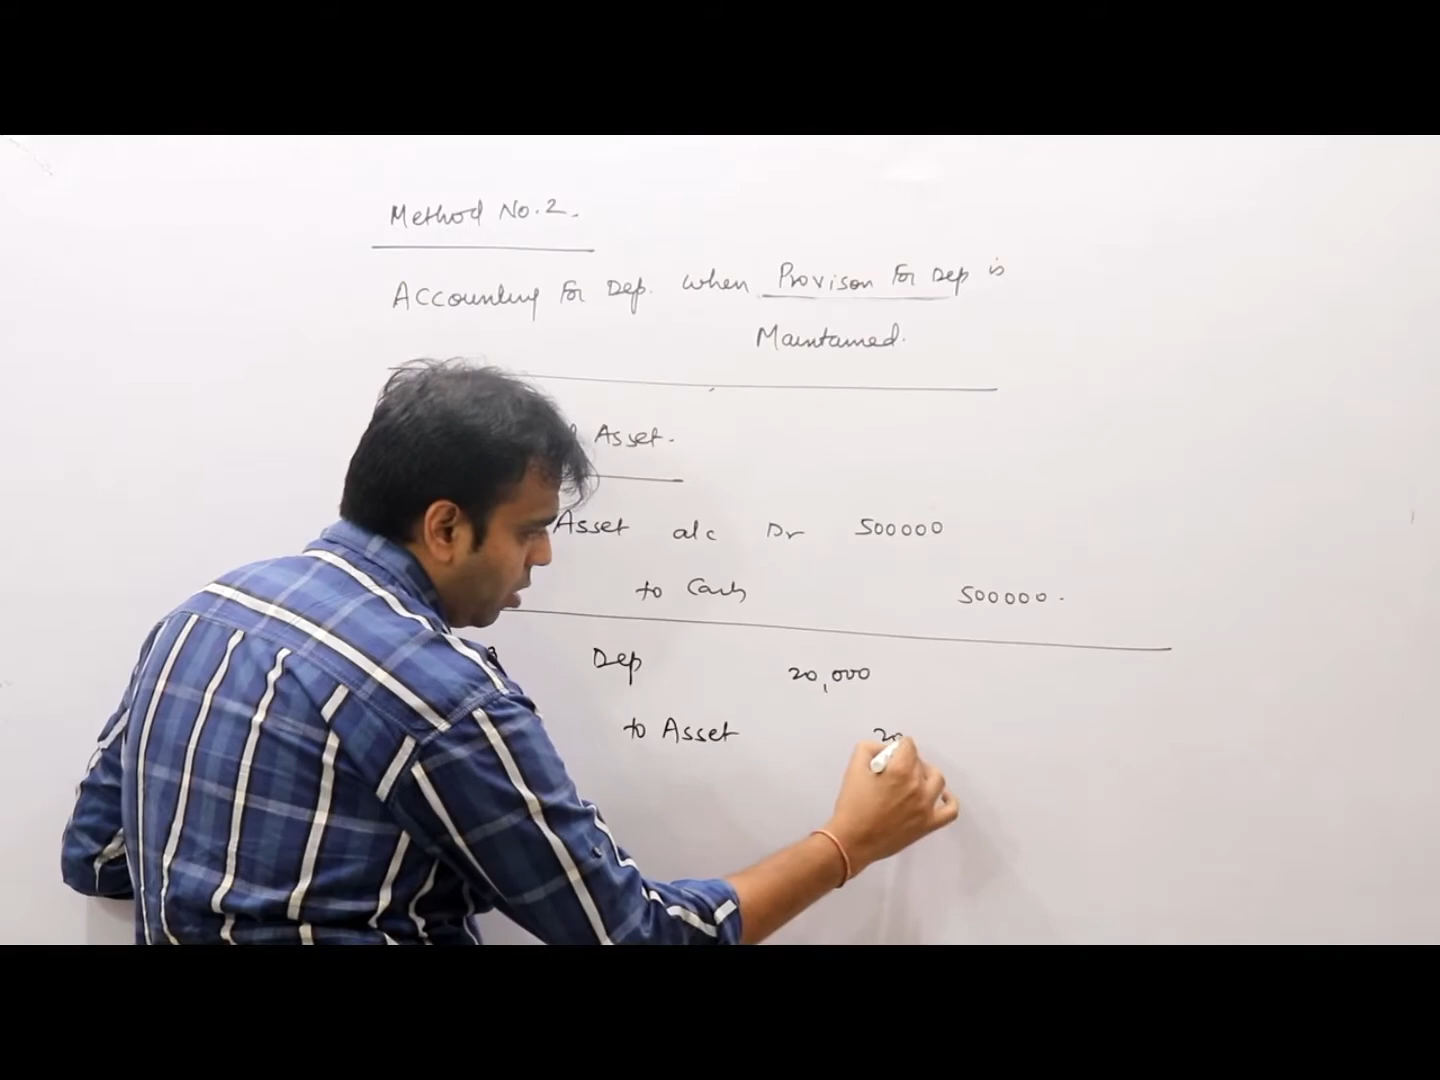 Method No. 2.
Accounting For Dep. when Provison For Dep is
Maintained.
Asset.
Asset a/c Dr 500000
to Cash 500000.
Dep 20,000
to Asset 20